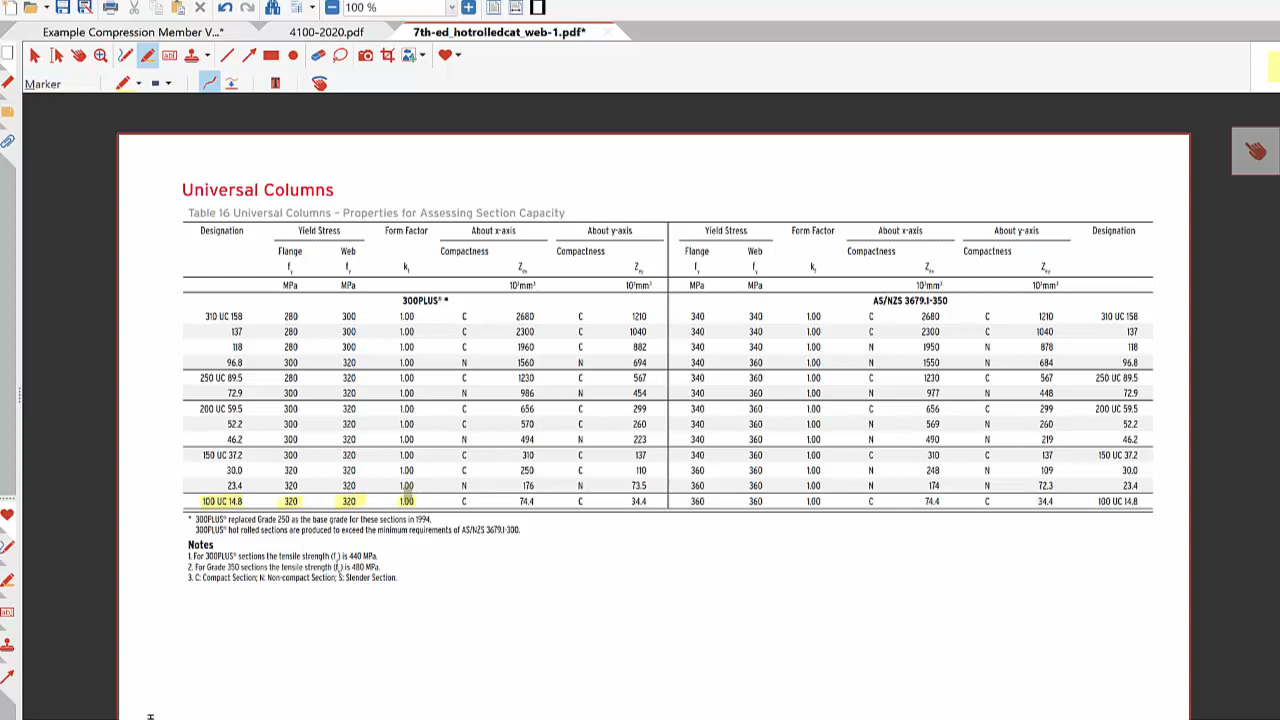 100 %
Example Compression Member V...*
4100-2020.pdf
7th-ed_hotrolledcat_web-1.pdf*
Marker
Universal Columns
Table 16 Universal Columns – Properties for Assessing Section Capacity
Designation Yield Stress Form Factor About x-axis About y-axis Yield Stress Form Factor About x-axis About y-axis Designation
Flange Web Compactness Compactness Flange Web Compactness Compactness
fy fy kf Zex Zey fy fy kf Zex Zey
MPa MPa 10³mm³ 10³mm³ MPa MPa 10³mm³ 10³mm³
300PLUS® * AS/NZS 3679.1-350
310 UC 158 280 300 1.00 C 2680 C 1210 340 340 1.00 C 2680 C 1210 310 UC 158
137 280 300 1.00 C 2300 C 1040 340 340 1.00 C 2300 C 1040 137
118 280 300 1.00 C 1960 C 882 340 340 1.00 N 1950 N 878 118
96.8 300 320 1.00 N 1560 N 694 340 360 1.00 N 1550 N 684 96.8
250 UC 89.5 280 320 1.00 C 1230 C 567 340 360 1.00 C 1230 C 567 250 UC 89.5
72.9 300 320 1.00 N 986 N 454 340 360 1.00 N 977 N 448 72.9
200 UC 59.5 300 320 1.00 C 656 C 299 340 360 1.00 C 656 C 299 200 UC 59.5
52.2 300 320 1.00 C 570 C 260 340 360 1.00 N 569 N 260 52.2
46.2 300 320 1.00 N 494 N 223 340 360 1.00 N 490 N 219 46.2
150 UC 37.2 300 320 1.00 C 310 C 137 340 360 1.00 C 310 C 137 150 UC 37.2
30.0 320 320 1.00 C 250 C 110 360 360 1.00 N 248 N 109 30.0
23.4 320 320 1.00 N 176 N 73.5 360 360 1.00 N 174 N 72.3 23.4
100 UC 14.8 320 320 1.00 C 74.4 C 34.4 360 360 1.00 C 74.4 C 34.4 100 UC 14.8
* 300PLUS® replaced Grade 250 as the base grade for these sections in 1994.
300PLUS® hot rolled sections are produced to exceed the minimum requirements of AS/NZS 3679.1-300.
Notes
1. For 300PLUS® sections the tensile strength (fu) is 440 MPa.
2. For Grade 350 sections the tensile strength (fu) is 480 MPa.
3. C: Compact Section; N: Non-compact Section; S: Slender Section.